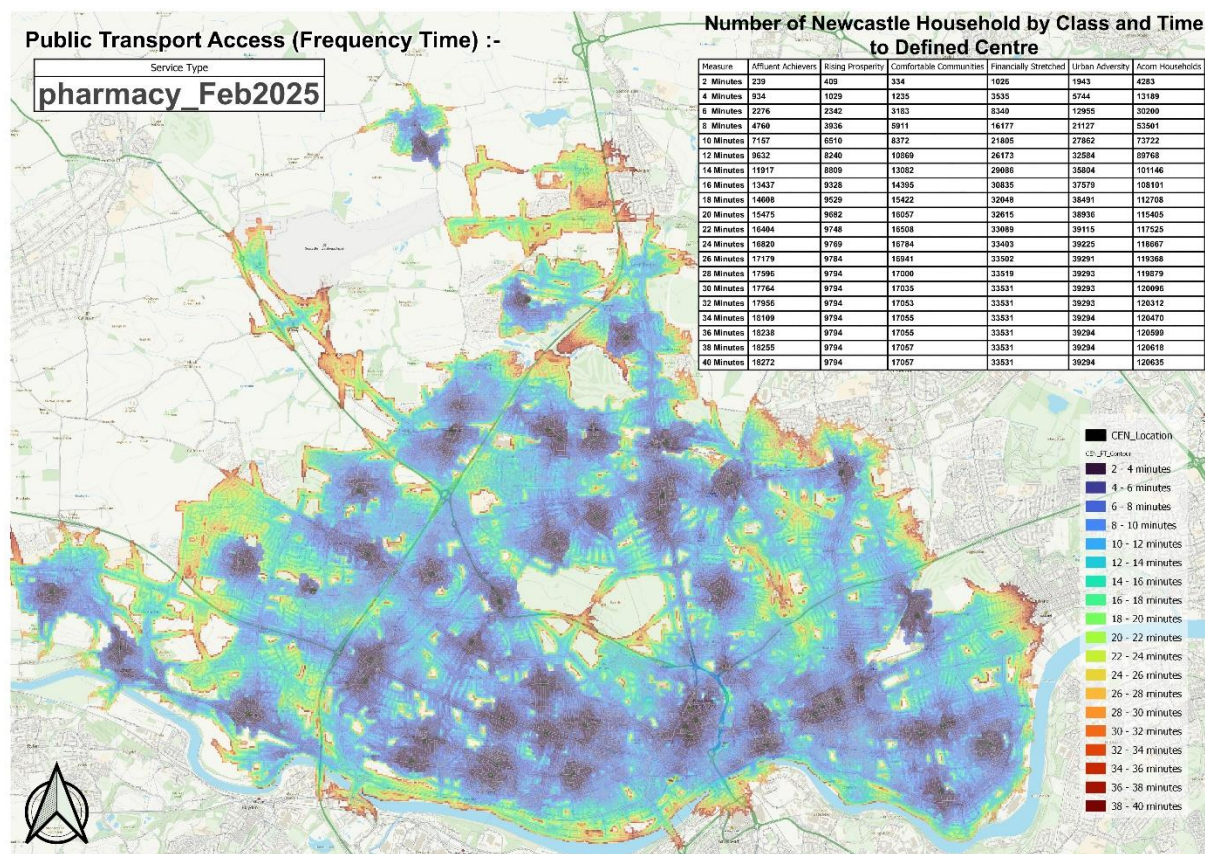 Public Transport Access (Frequency Time) :-
Service Type
pharmacy_Feb2025
Number of Newcastle Household by Class and Time
to Defined Centre
Measure Affluent Achievers Rising Prosperity Comfortable Communities Financially Stretched Urban Adversity Acorn Households
2 Minutes 239 409 334 1026 1943 4283
4 Minutes 934 1029 1235 3535 5744 13189
6 Minutes 2276 2342 3183 8340 12955 30200
8 Minutes 4760 3936 5911 16177 21127 53501
10 Minutes 7157 6510 8372 21805 27862 73722
12 Minutes 9632 8240 10869 26173 32584 89768
14 Minutes 11917 8809 13082 29086 35804 101146
16 Minutes 13437 9328 14395 30835 37579 108101
18 Minutes 14608 9529 15422 32048 38491 112708
20 Minutes 15475 9682 16057 32615 38936 115405
22 Minutes 16404 9748 16508 33089 39115 117525
24 Minutes 16820 9769 16784 33403 39225 118667
26 Minutes 17179 9784 16941 33502 39291 119368
28 Minutes 17596 9794 17000 33519 39293 119879
30 Minutes 17764 9794 17035 33531 39293 120096
32 Minutes 17956 9794 17053 33531 39293 120312
34 Minutes 18109 9794 17055 33531 39294 120470
36 Minutes 18238 9794 17055 33531 39294 120599
38 Minutes 18255 9794 17057 33531 39294 120618
40 Minutes 18272 9794 17057 33531 39294 120635
CEN_Location
CEN_FT_Contour
2 - 4 minutes
4 - 6 minutes
6 - 8 minutes
8 - 10 minutes
10 - 12 minutes
12 - 14 minutes
14 - 16 minutes
16 - 18 minutes
18 - 20 minutes
20 - 22 minutes
22 - 24 minutes
24 - 26 minutes
26 - 28 minutes
28 - 30 minutes
30 - 32 minutes
32 - 34 minutes
34 - 36 minutes
36 - 38 minutes
38 - 40 minutes